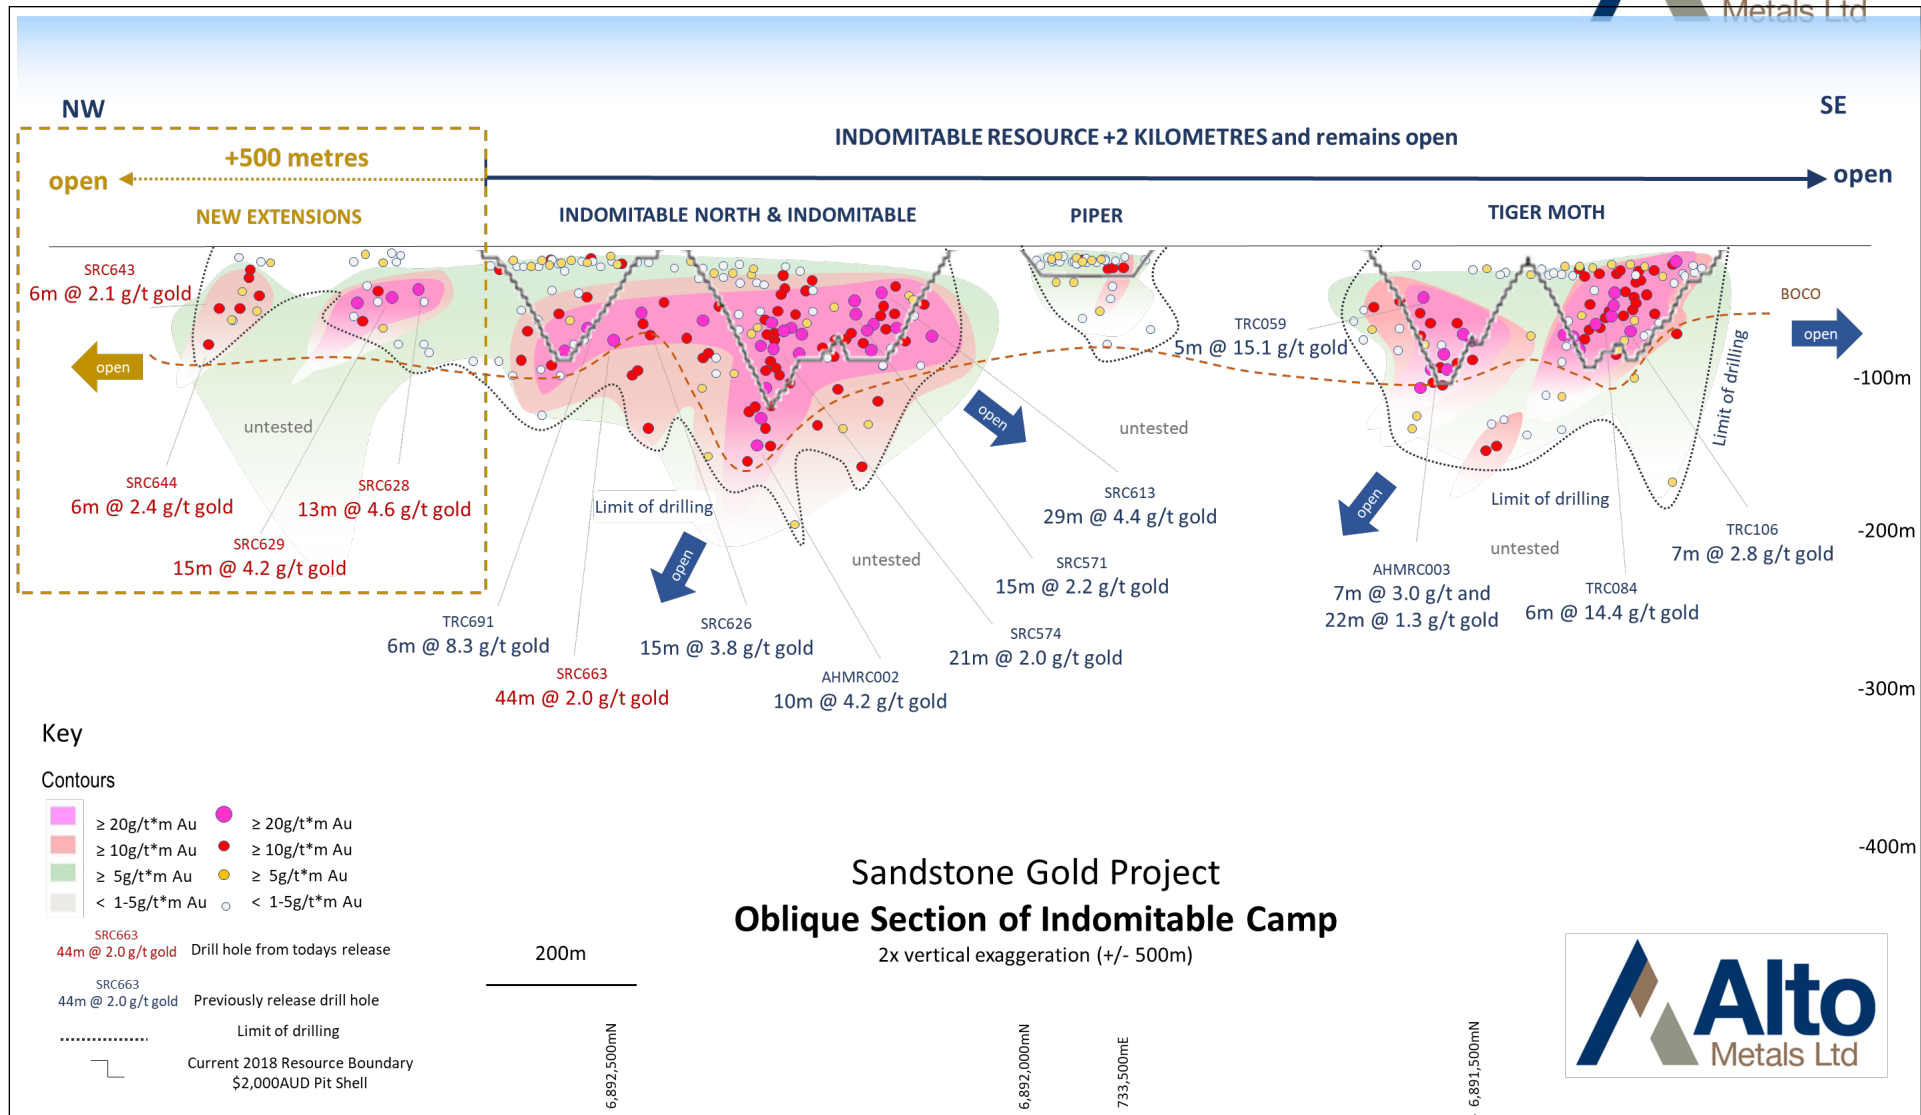 Metals Ltd
NW
SE
INDOMITABLE RESOURCE +2 KILOMETRES and remains open
+500 metres
open
open
NEW EXTENSIONS
INDOMITABLE NORTH & INDOMITABLE
PIPER
TIGER MOTH
SRC643
6m @ 2.1 g/t gold
BOCO
TRC059
5m @ 15.1 g/t gold
open
open
-100m
Limit of drilling
open
untested
untested
SRC644
6m @ 2.4 g/t gold
SRC628
13m @ 4.6 g/t gold
Limit of drilling
SRC613
29m @ 4.4 g/t gold
open
Limit of drilling
-200m
SRC629
15m @ 4.2 g/t gold
open
untested
SRC571
15m @ 2.2 g/t gold
untested
TRC106
7m @ 2.8 g/t gold
AHMRC003
7m @ 3.0 g/t and
22m @ 1.3 g/t gold
TRC084
6m @ 14.4 g/t gold
TRC691
6m @ 8.3 g/t gold
SRC626
15m @ 3.8 g/t gold
SRC574
21m @ 2.0 g/t gold
SRC663
44m @ 2.0 g/t gold
AHMRC002
10m @ 4.2 g/t gold
-300m
Key
Contours
≥ 20g/t*m Au ≥ 20g/t*m Au
≥ 10g/t*m Au ≥ 10g/t*m Au
≥ 5g/t*m Au ≥ 5g/t*m Au
< 1-5g/t*m Au < 1-5g/t*m Au
-400m
Sandstone Gold Project
Oblique Section of Indomitable Camp
2x vertical exaggeration (+/- 500m)
SRC663
44m @ 2.0 g/t gold Drill hole from todays release
200m
SRC663
44m @ 2.0 g/t gold Previously release drill hole
Limit of drilling
Current 2018 Resource Boundary
$2,000AUD Pit Shell
6,892,500mN
6,892,000mN
733,500mE
6,891,500mN
Alto
Metals Ltd